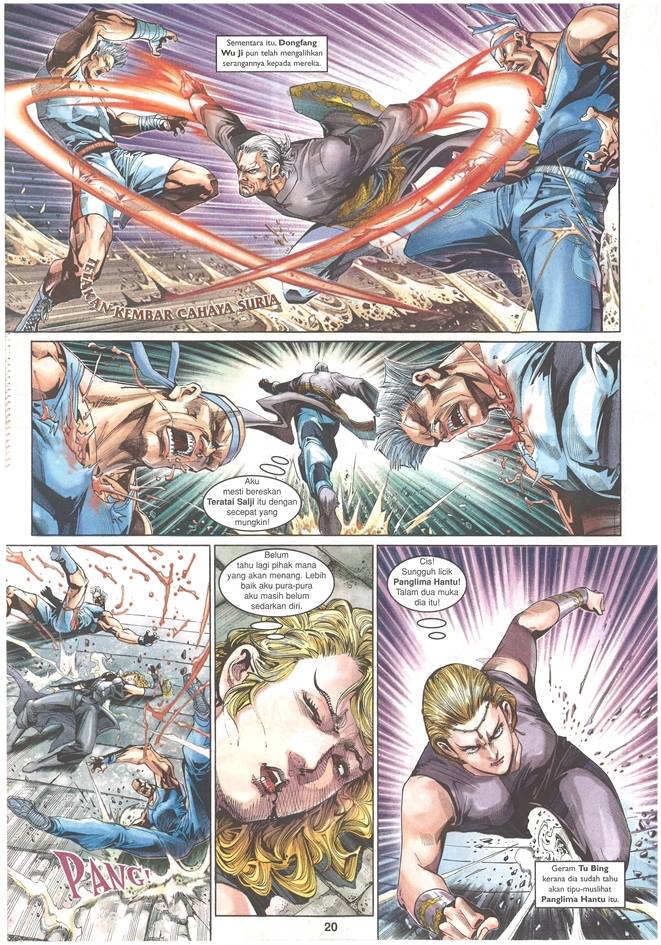 Sementara itu, Dongfang
Wu Ji pun telah mengalihkan
serangannya kepada mereka.
TETAKAN KEMBAR CAHAYA SURIA
Aku
mesti bereskan
Teratai Salji itu dengan
secepat yang
mungkin!
Belum
tahu lagi pihak mana
yang akan menang. Lebih
baik aku pura-pura
aku masih belum
sedarkan diri.
Cis!
Sungguh licik
Panglima Hantu!
Talam dua muka
dia itu!
PANG!
Geram Tu Bing
kerana dia sudah tahu
akan tipu-muslihat
Panglima Hantu itu.
20